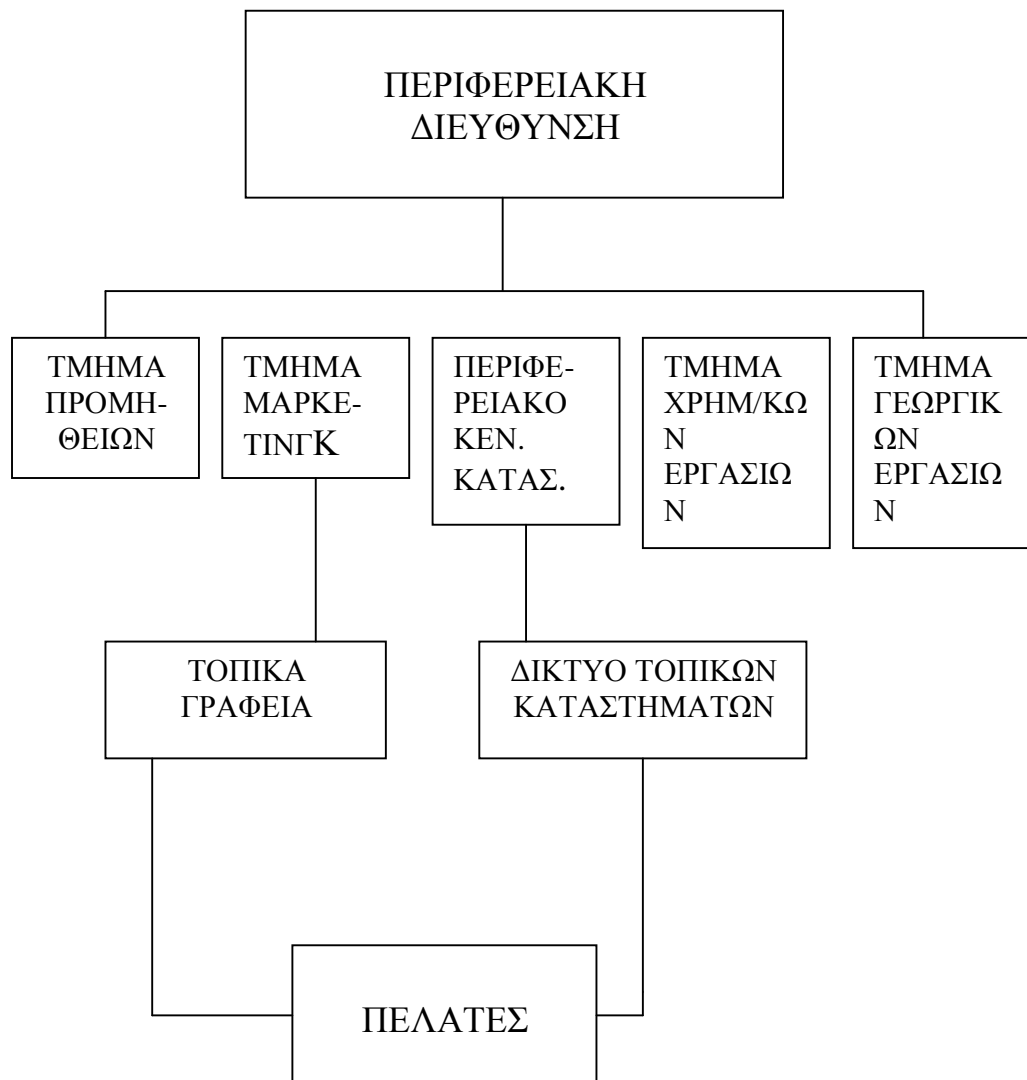 ΠΕΡΙΦΕΡΕΙΑΚΗ
ΔΙΕΥΘΥΝΣΗ
ΤΜΗΜΑ
ΠΡΟΜΗ-
ΘΕΙΩΝ
ΤΜΗΜΑ
ΜΑΡΚΕ-
ΤΙΝΓΚ
ΠΕΡΙΦΕ-
ΡΕΙΑΚΟ
ΚΕΝ.
ΚΑΤΑΣ.
ΤΜΗΜΑ
ΧΡΗΜ/ΚΩ
Ν
ΕΡΓΑΣΙΩ
Ν
ΤΜΗΜΑ
ΓΕΩΡΓΙΚ
ΩΝ
ΕΡΓΑΣΙΩ
Ν
ΤΟΠΙΚΑ
ΓΡΑΦΕΙΑ
ΔΙΚΤΥΟ ΤΟΠΙΚΩΝ
ΚΑΤΑΣΤΗΜΑΤΩΝ
ΠΕΛΑΤΕΣ